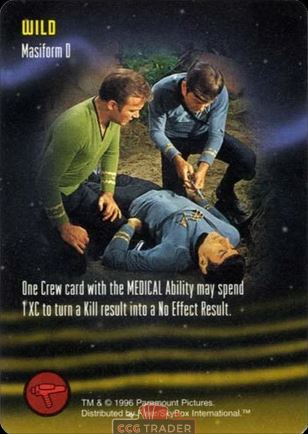 WILD
Masiform D
One Crew card with the MEDICAL Ability may spend
1 XC to turn a Kill result into a No Effect Result.
TM & © 1996 Paramount Pictures.
Distributed by Fleer/SkyBox International.™
CCG TRADER